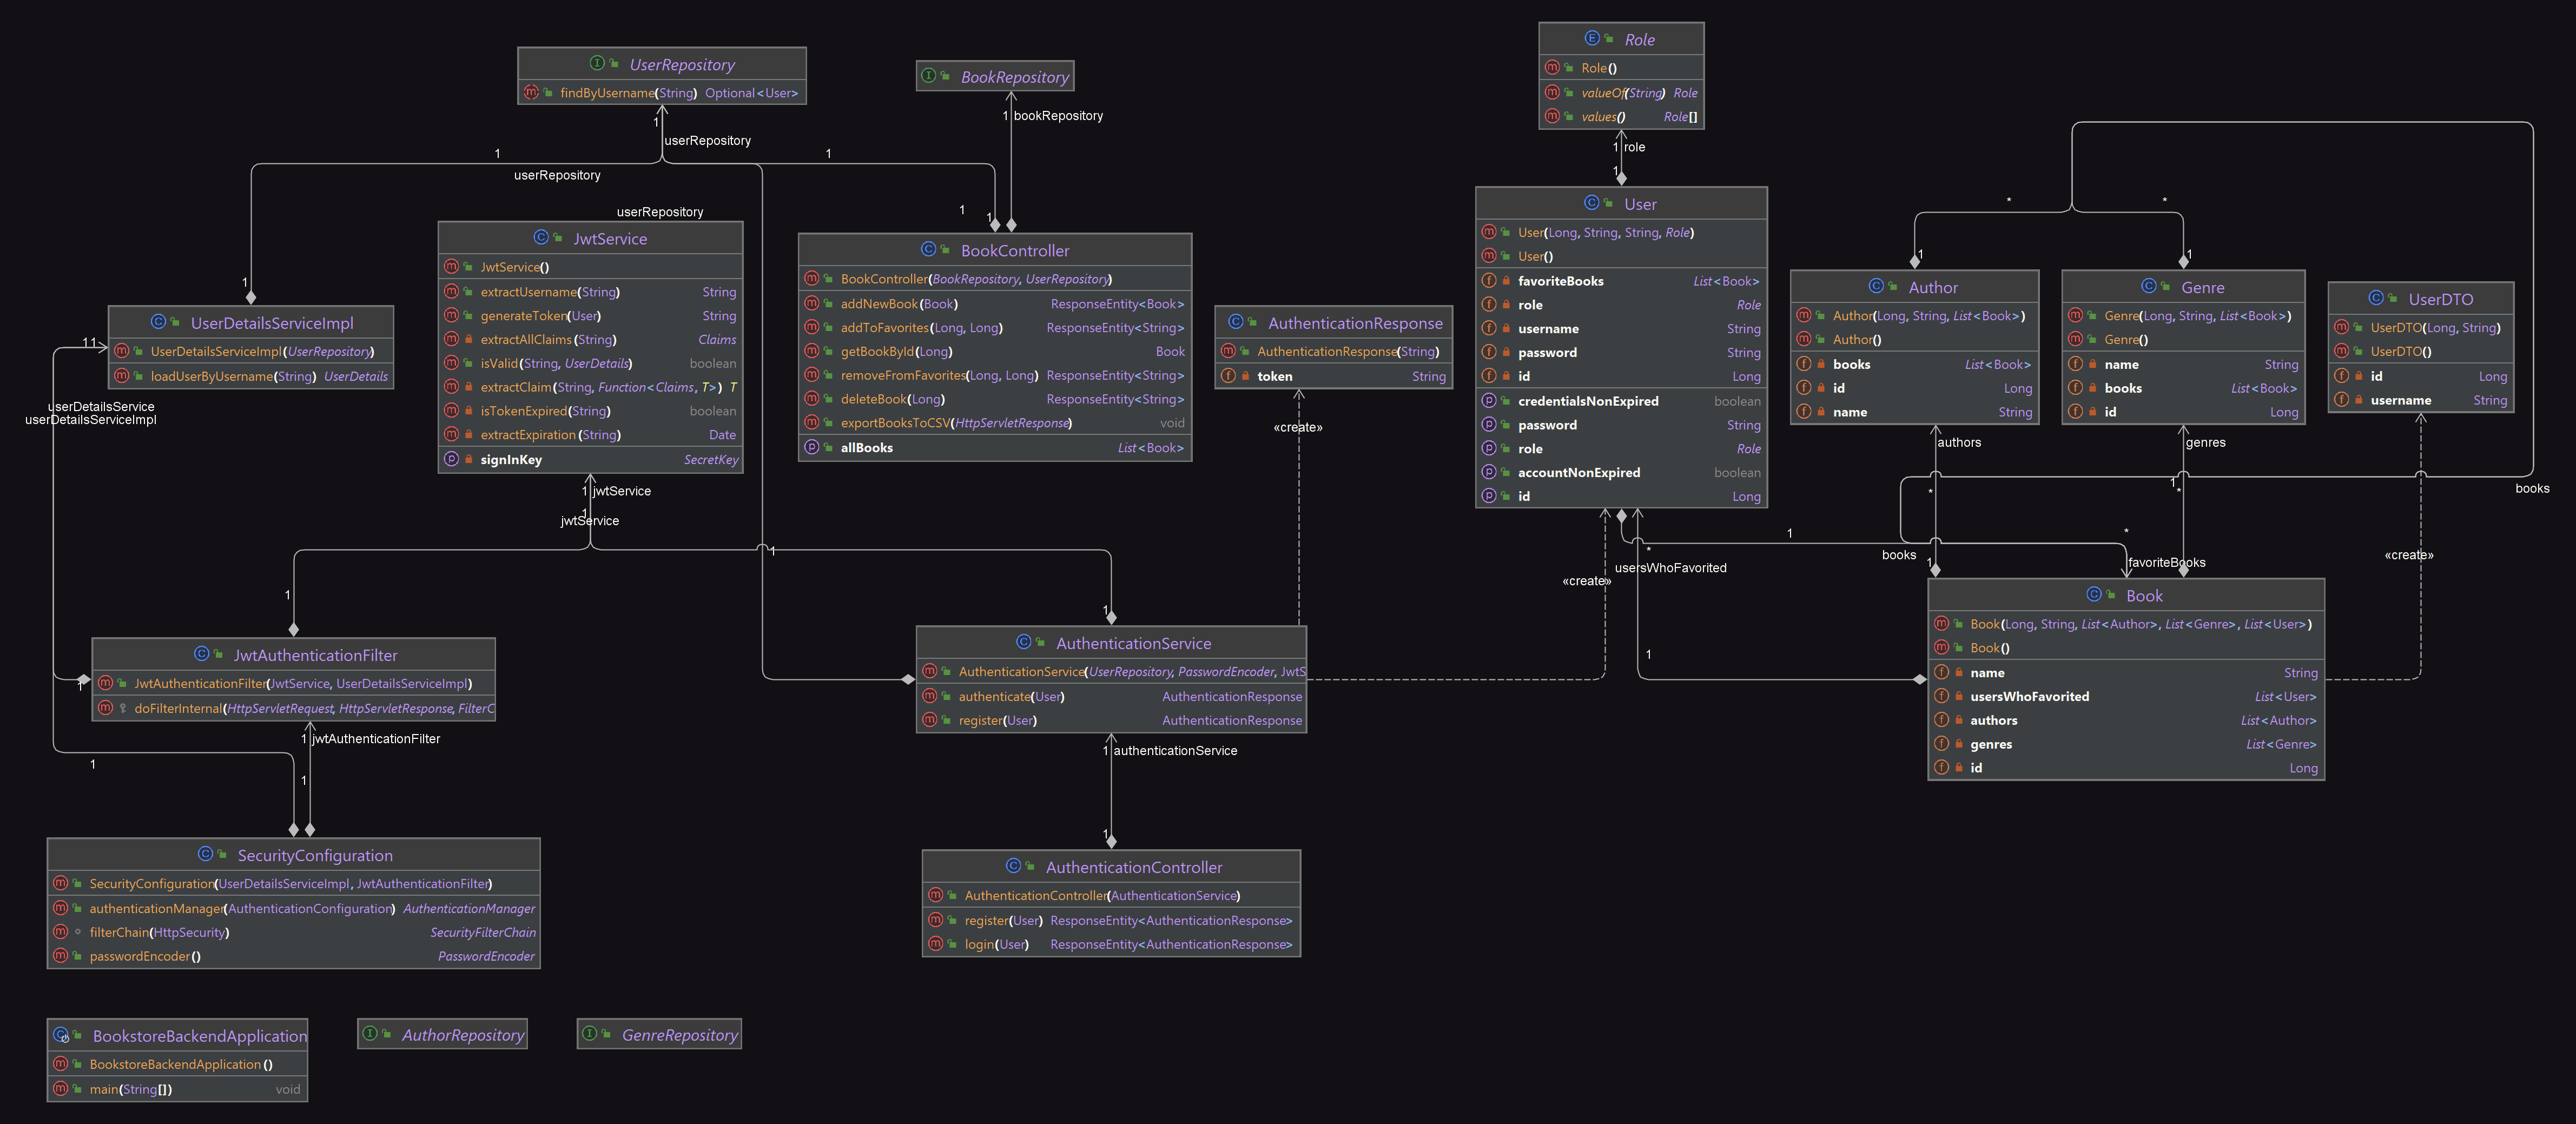 UserRepository
findByUsername(String) Optional<User>
BookRepository
Role
Role()
valueOf(String) Role
values() Role[]
1
userRepository
1 bookRepository
1 role
1
1
userRepository
1
1
userRepository
1
1
1
JwtService
JwtService()
extractUsername(String) String
generateToken(User) String
extractAllClaims(String) Claims
isValid(String, UserDetails) boolean
extractClaim(String, Function<Claims, T>) T
isTokenExpired(String) boolean
extractExpiration(String) Date
signInKey SecretKey
BookController
BookController(BookRepository, UserRepository)
addNewBook(Book) ResponseEntity<Book>
addToFavorites(Long, Long) ResponseEntity<String>
getBookById(Long) Book
removeFromFavorites(Long, Long) ResponseEntity<String>
deleteBook(Long) ResponseEntity<String>
exportBooksToCSV(HttpServletResponse) void
allBooks List<Book>
User
User(Long, String, String, Role)
User()
favoriteBooks List<Book>
role Role
username String
password String
id Long
credentialsNonExpired boolean
password String
role Role
accountNonExpired boolean
id Long
*
*
1
1
Author
Author(Long, String, List<Book>)
Author()
books List<Book>
id Long
name String
Genre
Genre(Long, String, List<Book>)
Genre()
name String
books List<Book>
id Long
UserDTO
UserDTO(Long, String)
UserDTO()
id Long
username String
UserDetailsServiceImpl
UserDetailsServiceImpl(UserRepository)
loadUserByUsername(String) UserDetails
11
userDetailsService
userDetailsServiceImpl
AuthenticationResponse
AuthenticationResponse(String)
token String
«create»
authors
genres
1
*
*
books
1 jwtService
1
jwtService
1
1
1
1
*
books
*
favoriteBooks
1
«create»
*
usersWhoFavorited
«create»
1
Book
Book(Long, String, List<Author>, List<Genre>, List<User>)
Book()
name String
usersWhoFavorited List<User>
authors List<Author>
genres List<Genre>
id Long
JwtAuthenticationFilter
JwtAuthenticationFilter(JwtService, UserDetailsServiceImpl)
doFilterInternal(HttpServletRequest, HttpServletResponse, FilterC
1
AuthenticationService
AuthenticationService(UserRepository, PasswordEncoder, JwtS
authenticate(User) AuthenticationResponse
register(User) AuthenticationResponse
1 jwtAuthenticationFilter
1
1
1 authenticationService
1
SecurityConfiguration
SecurityConfiguration(UserDetailsServiceImpl, JwtAuthenticationFilter)
authenticationManager(AuthenticationConfiguration) AuthenticationManager
filterChain(HttpSecurity) SecurityFilterChain
passwordEncoder() PasswordEncoder
AuthenticationController
AuthenticationController(AuthenticationService)
register(User) ResponseEntity<AuthenticationResponse>
login(User) ResponseEntity<AuthenticationResponse>
BookstoreBackendApplication
BookstoreBackendApplication()
main(String[]) void
AuthorRepository
GenreRepository